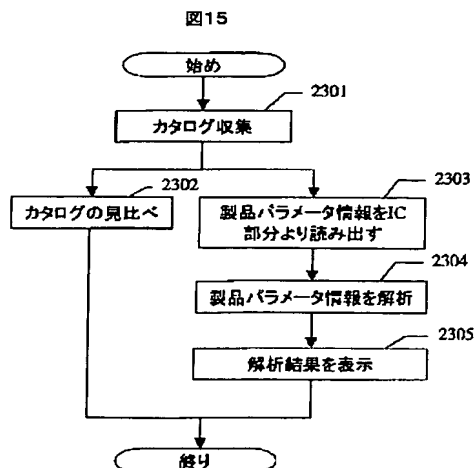 図15
始め
2301
カタログ収集
2302
カタログの見比べ
2303
製品パラメータ情報をIC
部分より読み出す
2304
製品パラメータ情報を解析
2305
解析結果を表示
終り